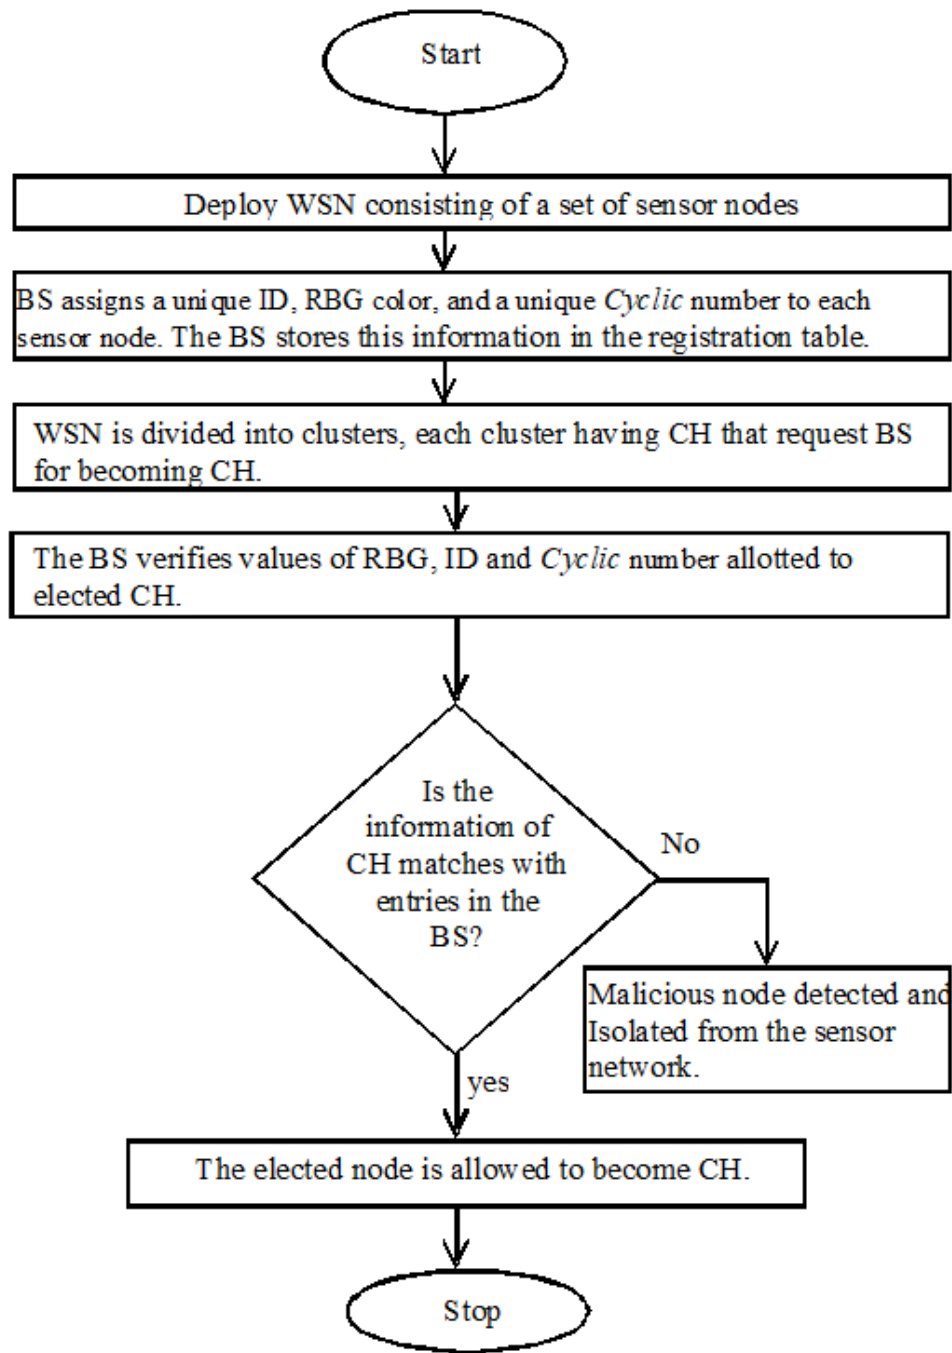 Start
Deploy WSN consisting of a set of sensor nodes
BS assigns a unique ID, RBG color, and a unique Cyclic number to each
sensor node. The BS stores this information in the registration table.
WSN is divided into clusters, each cluster having CH that request BS
for becoming CH.
The BS verifies values of RBG, ID and Cyclic number allotted to
elected CH.
Is the
information of
CH matches with
entries in the
BS?
No
Malicious node detected and
Isolated from the sensor
network.
yes
The elected node is allowed to become CH.
Stop